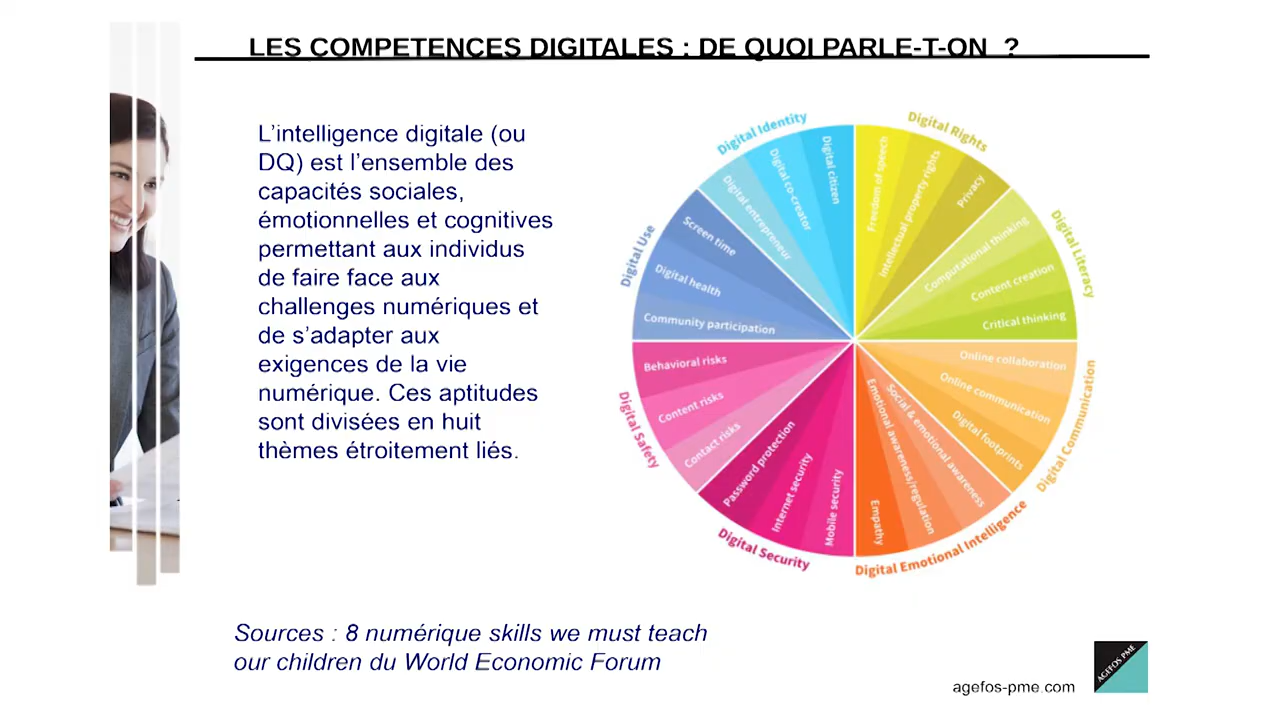 LES COMPETENCES DIGITALES : DE QUOI PARLE-T-ON ?
L’intelligence digitale (ou
DQ) est l’ensemble des
capacités sociales,
émotionnelles et cognitives
permettant aux individus
de faire face aux
challenges numériques et
de s’adapter aux
exigences de la vie
numérique. Ces aptitudes
sont divisées en huit
thèmes étroitement liés.
Digital Identity
Digital entrepreneur
Digital co-creator
Digital citizen
Digital Rights
Freedom of speech
Intellectual property rights
Privacy
Digital Literacy
Computational thinking
Content creation
Critical thinking
Digital Communication
Online collaboration
Online communication
Digital footprints
Digital Emotional Intelligence
Social & emotional awareness
Emotional awareness/regulation
Empathy
Digital Security
Mobile security
Internet security
Password protection
Digital Safety
Contact risks
Content risks
Behavioral risks
Digital Use
Community participation
Digital health
Screen time
Sources : 8 numérique skills we must teach
our children du World Economic Forum
agefos-pme.com
AGEFOS PME